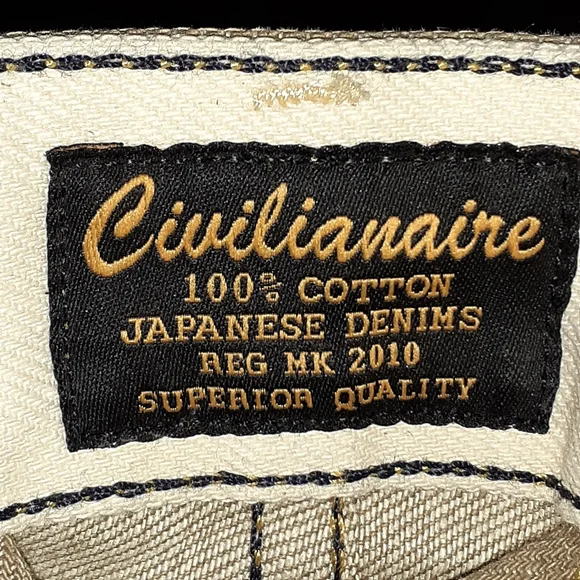 Civilianaire
100% COTTON
JAPANESE DENIMS
REG MK 2010
SUPERIOR QUALITY